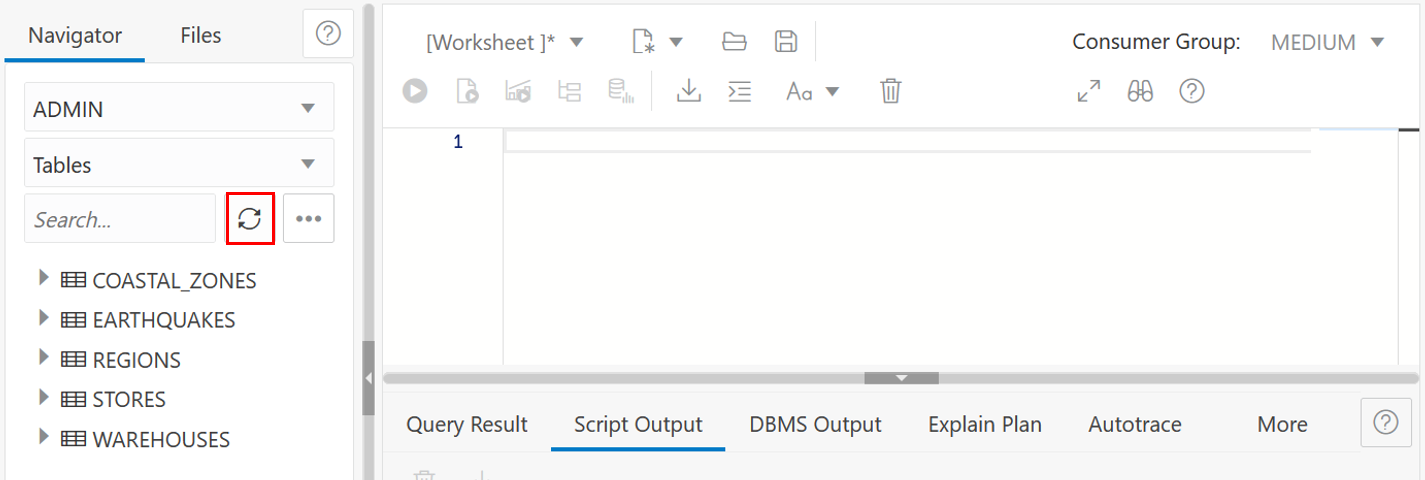 Navigator Files
[Worksheet ]* Consumer Group: MEDIUM
ADMIN
Aa
1
Tables
Search...
COASTAL_ZONES
EARTHQUAKES
REGIONS
STORES
WAREHOUSES
Query Result Script Output DBMS Output Explain Plan Autotrace More